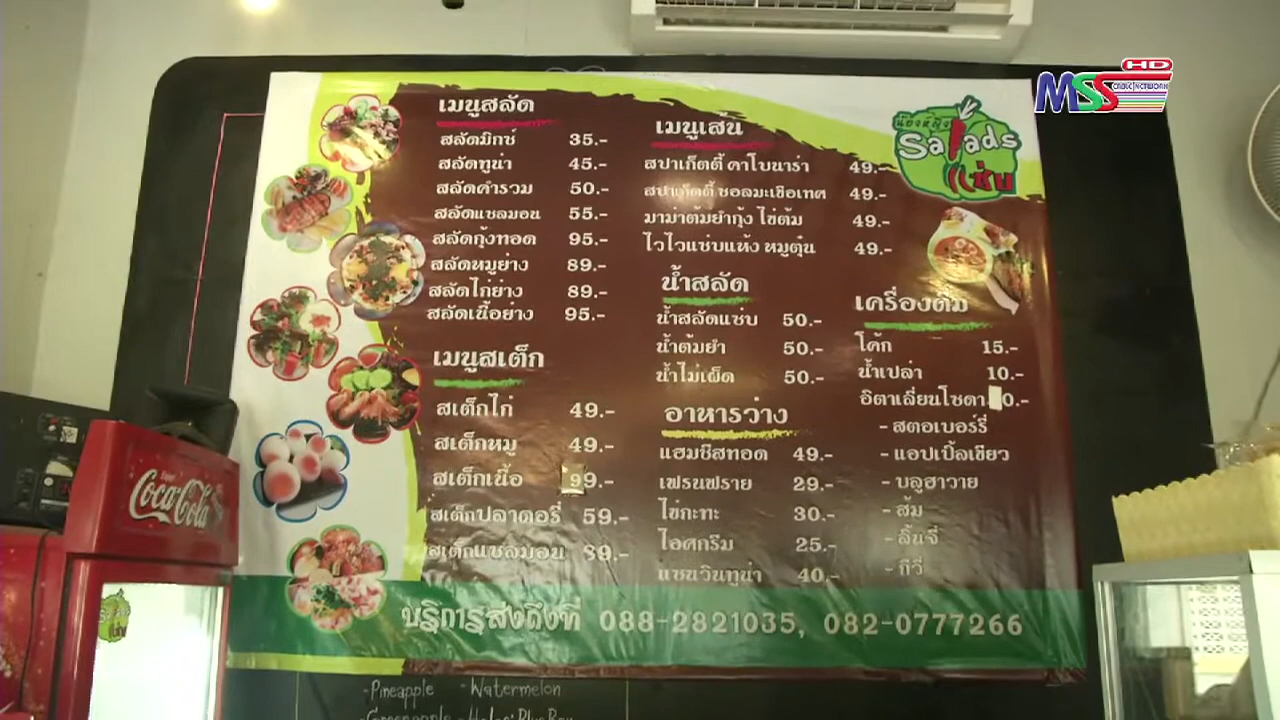 MSS HD
CABLE NETWORK
น้องหญิง
Salads
แซ่บ
เมนูสลัด
สลัดมิกซ์ 35.-
สลัดทูน่า 45.-
สลัดคำรวม 50.-
สลัดแซลมอน 55.-
สลัดกุ้งทอด 95.-
สลัดหมูย่าง 89.-
สลัดไก่ย่าง 89.-
สลัดเนื้อย่าง 95.-
เมนูสเต็ก
สเต็กไก่ 49.-
สเต็กหมู 49.-
สเต็กเนื้อ 99.-
สเต็กปลาดอรี่ 59.-
สเต็กแซลมอน 89.-
เมนูเส้น
สปาเก็ตตี้ คาโบนาร่า 49.-
สปาเก็ตตี้ ซอสมะเขือเทศ 49.-
มาม่าต้มยำกุ้ง ไข่ต้ม 49.-
ไวไวแซ่บแห้ง หมูตุ๋น 49.-
น้ำสลัด
น้ำสลัดแซ่บ 50.-
น้ำต้มยำ 50.-
น้ำไม่เผ็ด 50.-
อาหารว่าง
แฮมชีสทอด 49.-
เฟรนฟราย 29.-
ไข่กะทะ 30.-
ไอศกรีม 25.-
แซนวินทูน่า 40.-
เครื่องดื่ม
โค้ก 15.-
น้ำเปล่า 10.-
อิตาเลี่ยนโซดา 0.-
- สตอเบอร์รี่
- แอปเปิ้ลเขียว
- บลูฮาวาย
- ส้ม
- ลิ้นจี่
- กีวี่
บริการส่งถึงที่ 088-2821035, 082-0777266
Coca-Cola
-Pineapple -Watermelon